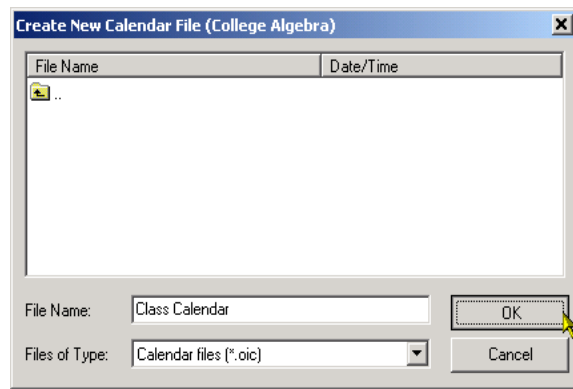 Create New Calendar File (College Algebra)
File Name Date/Time
..
File Name: Class Calendar OK
Files of Type: Calendar files (*.oic) Cancel